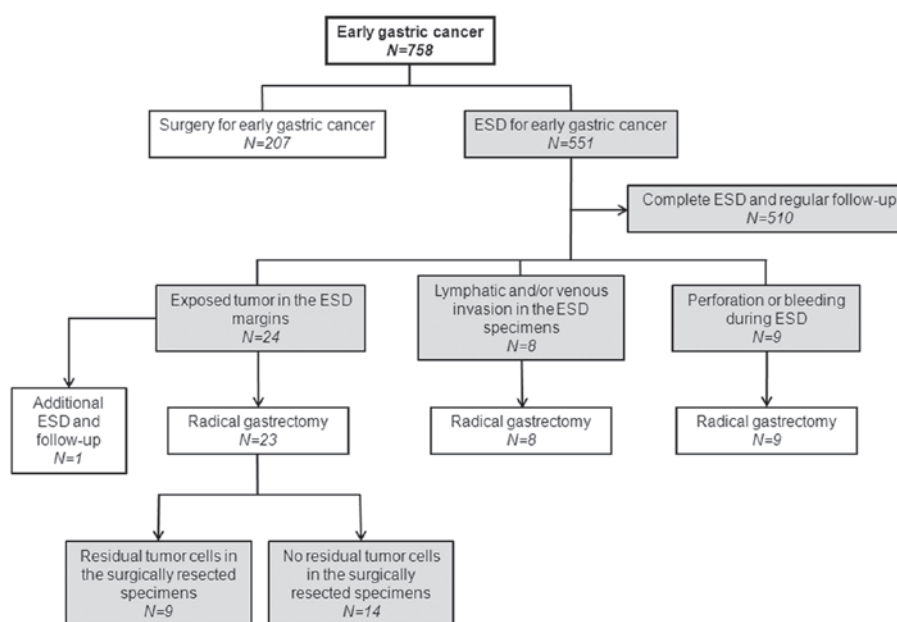 Early gastric cancer
N=758
Surgery for early gastric cancer
N=207
ESD for early gastric cancer
N=551
Complete ESD and regular follow-up
N=510
Exposed tumor in the ESD
margins
N=24
Lymphatic and/or venous
invasion in the ESD
specimens
N=8
Perforation or bleeding
during ESD
N=9
Additional
ESD and
follow-up
N=1
Radical gastrectomy
N=23
Radical gastrectomy
N=8
Radical gastrectomy
N=9
Residual tumor cells in
the surgically resected
specimens
N=9
No residual tumor cells
in the surgically
resected specimens
N=14